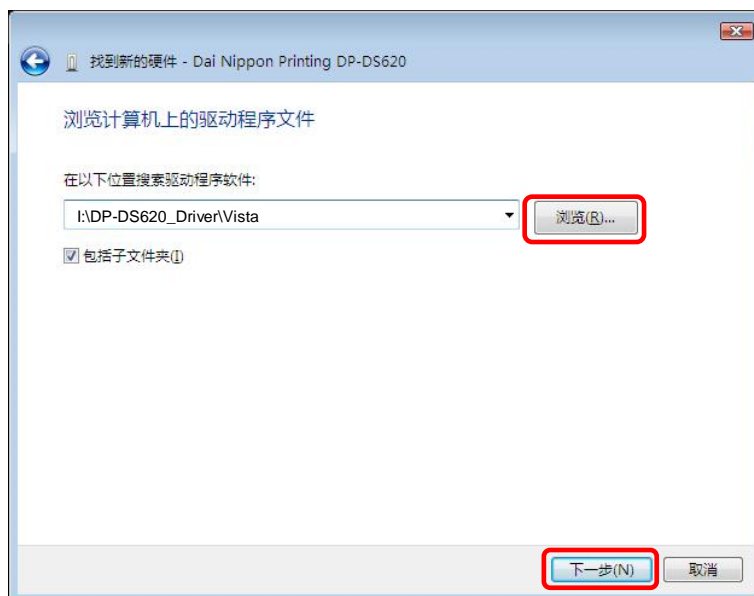 找到新的硬件 - Dai Nippon Printing DP-DS620
浏览计算机上的驱动程序文件
在以下位置搜索驱动程序软件:
I:\DP-DS620_Driver\Vista
浏览(R)...
包括子文件夹(I)
下一步(N)
取消